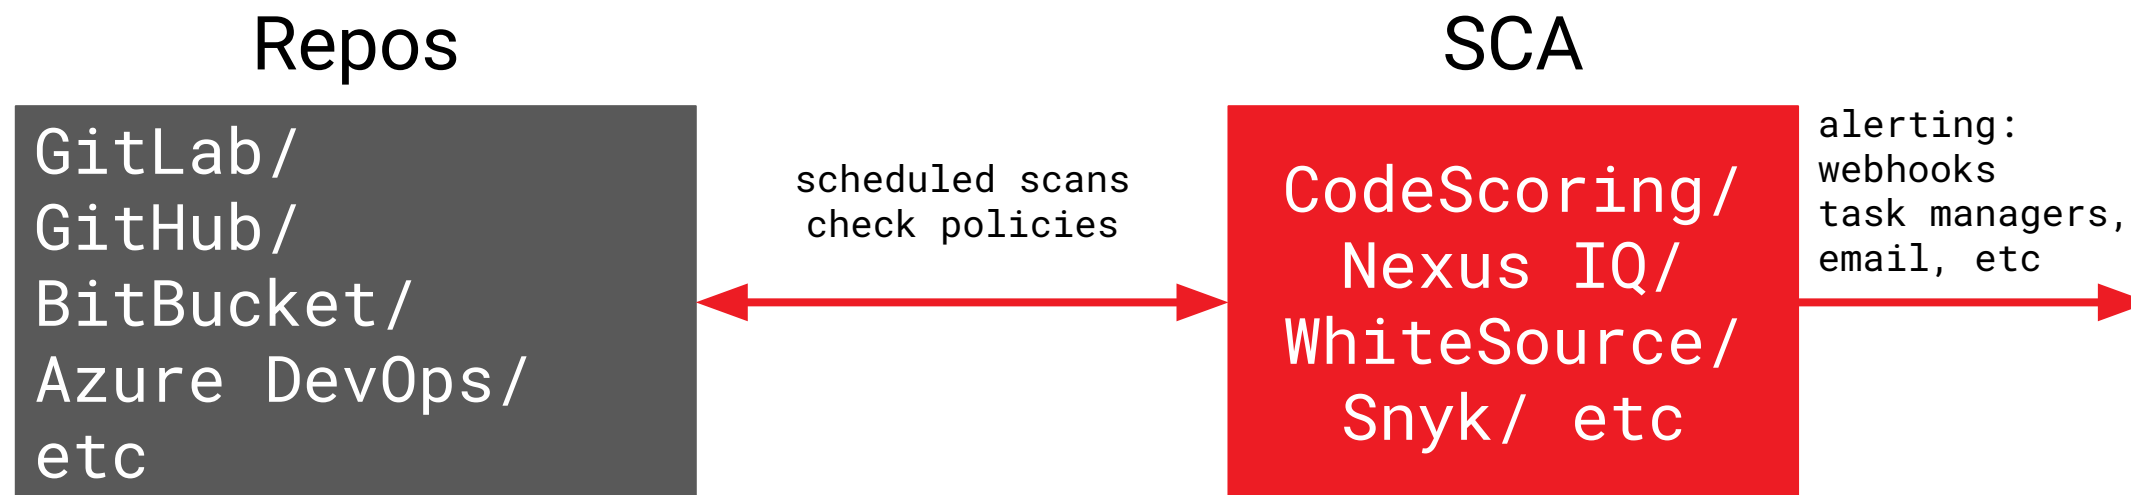 Repos
SCA
GitLab/
GitHub/
BitBucket/
Azure DevOps/
etc
scheduled scans
check policies
CodeScoring/
Nexus IQ/
WhiteSource/
Snyk/ etc
alerting:
webhooks
task managers,
email, etc